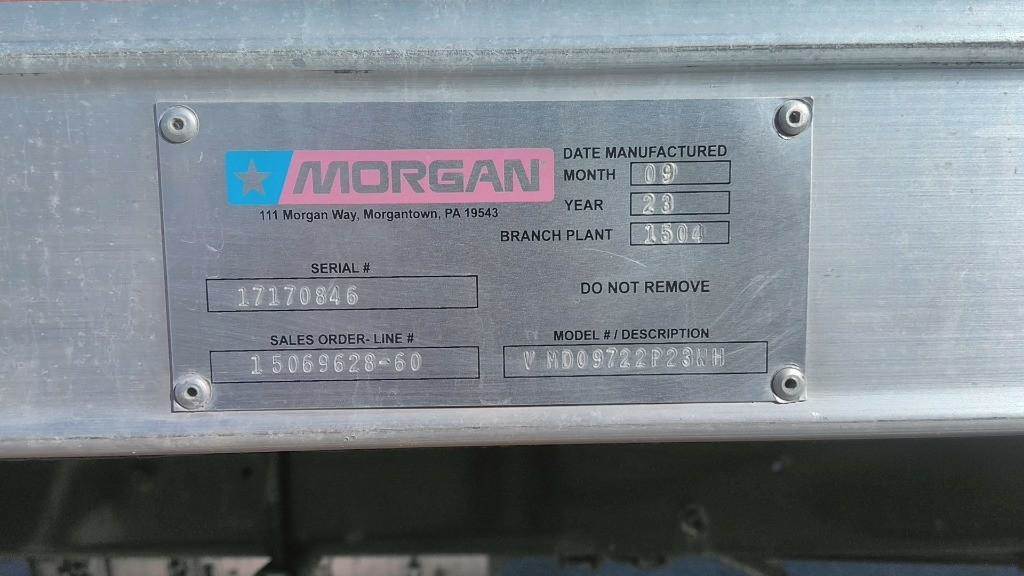 MORGAN
111 Morgan Way, Morgantown, PA 19543
DATE MANUFACTURED
MONTH 09
YEAR 23
BRANCH PLANT 1504
SERIAL #
17170846
DO NOT REMOVE
SALES ORDER- LINE #
15069628-60
MODEL # / DESCRIPTION
V MD09722P23WH